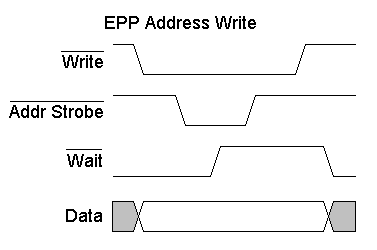 EPP Address Write
Write
Addr Strobe
Wait
Data